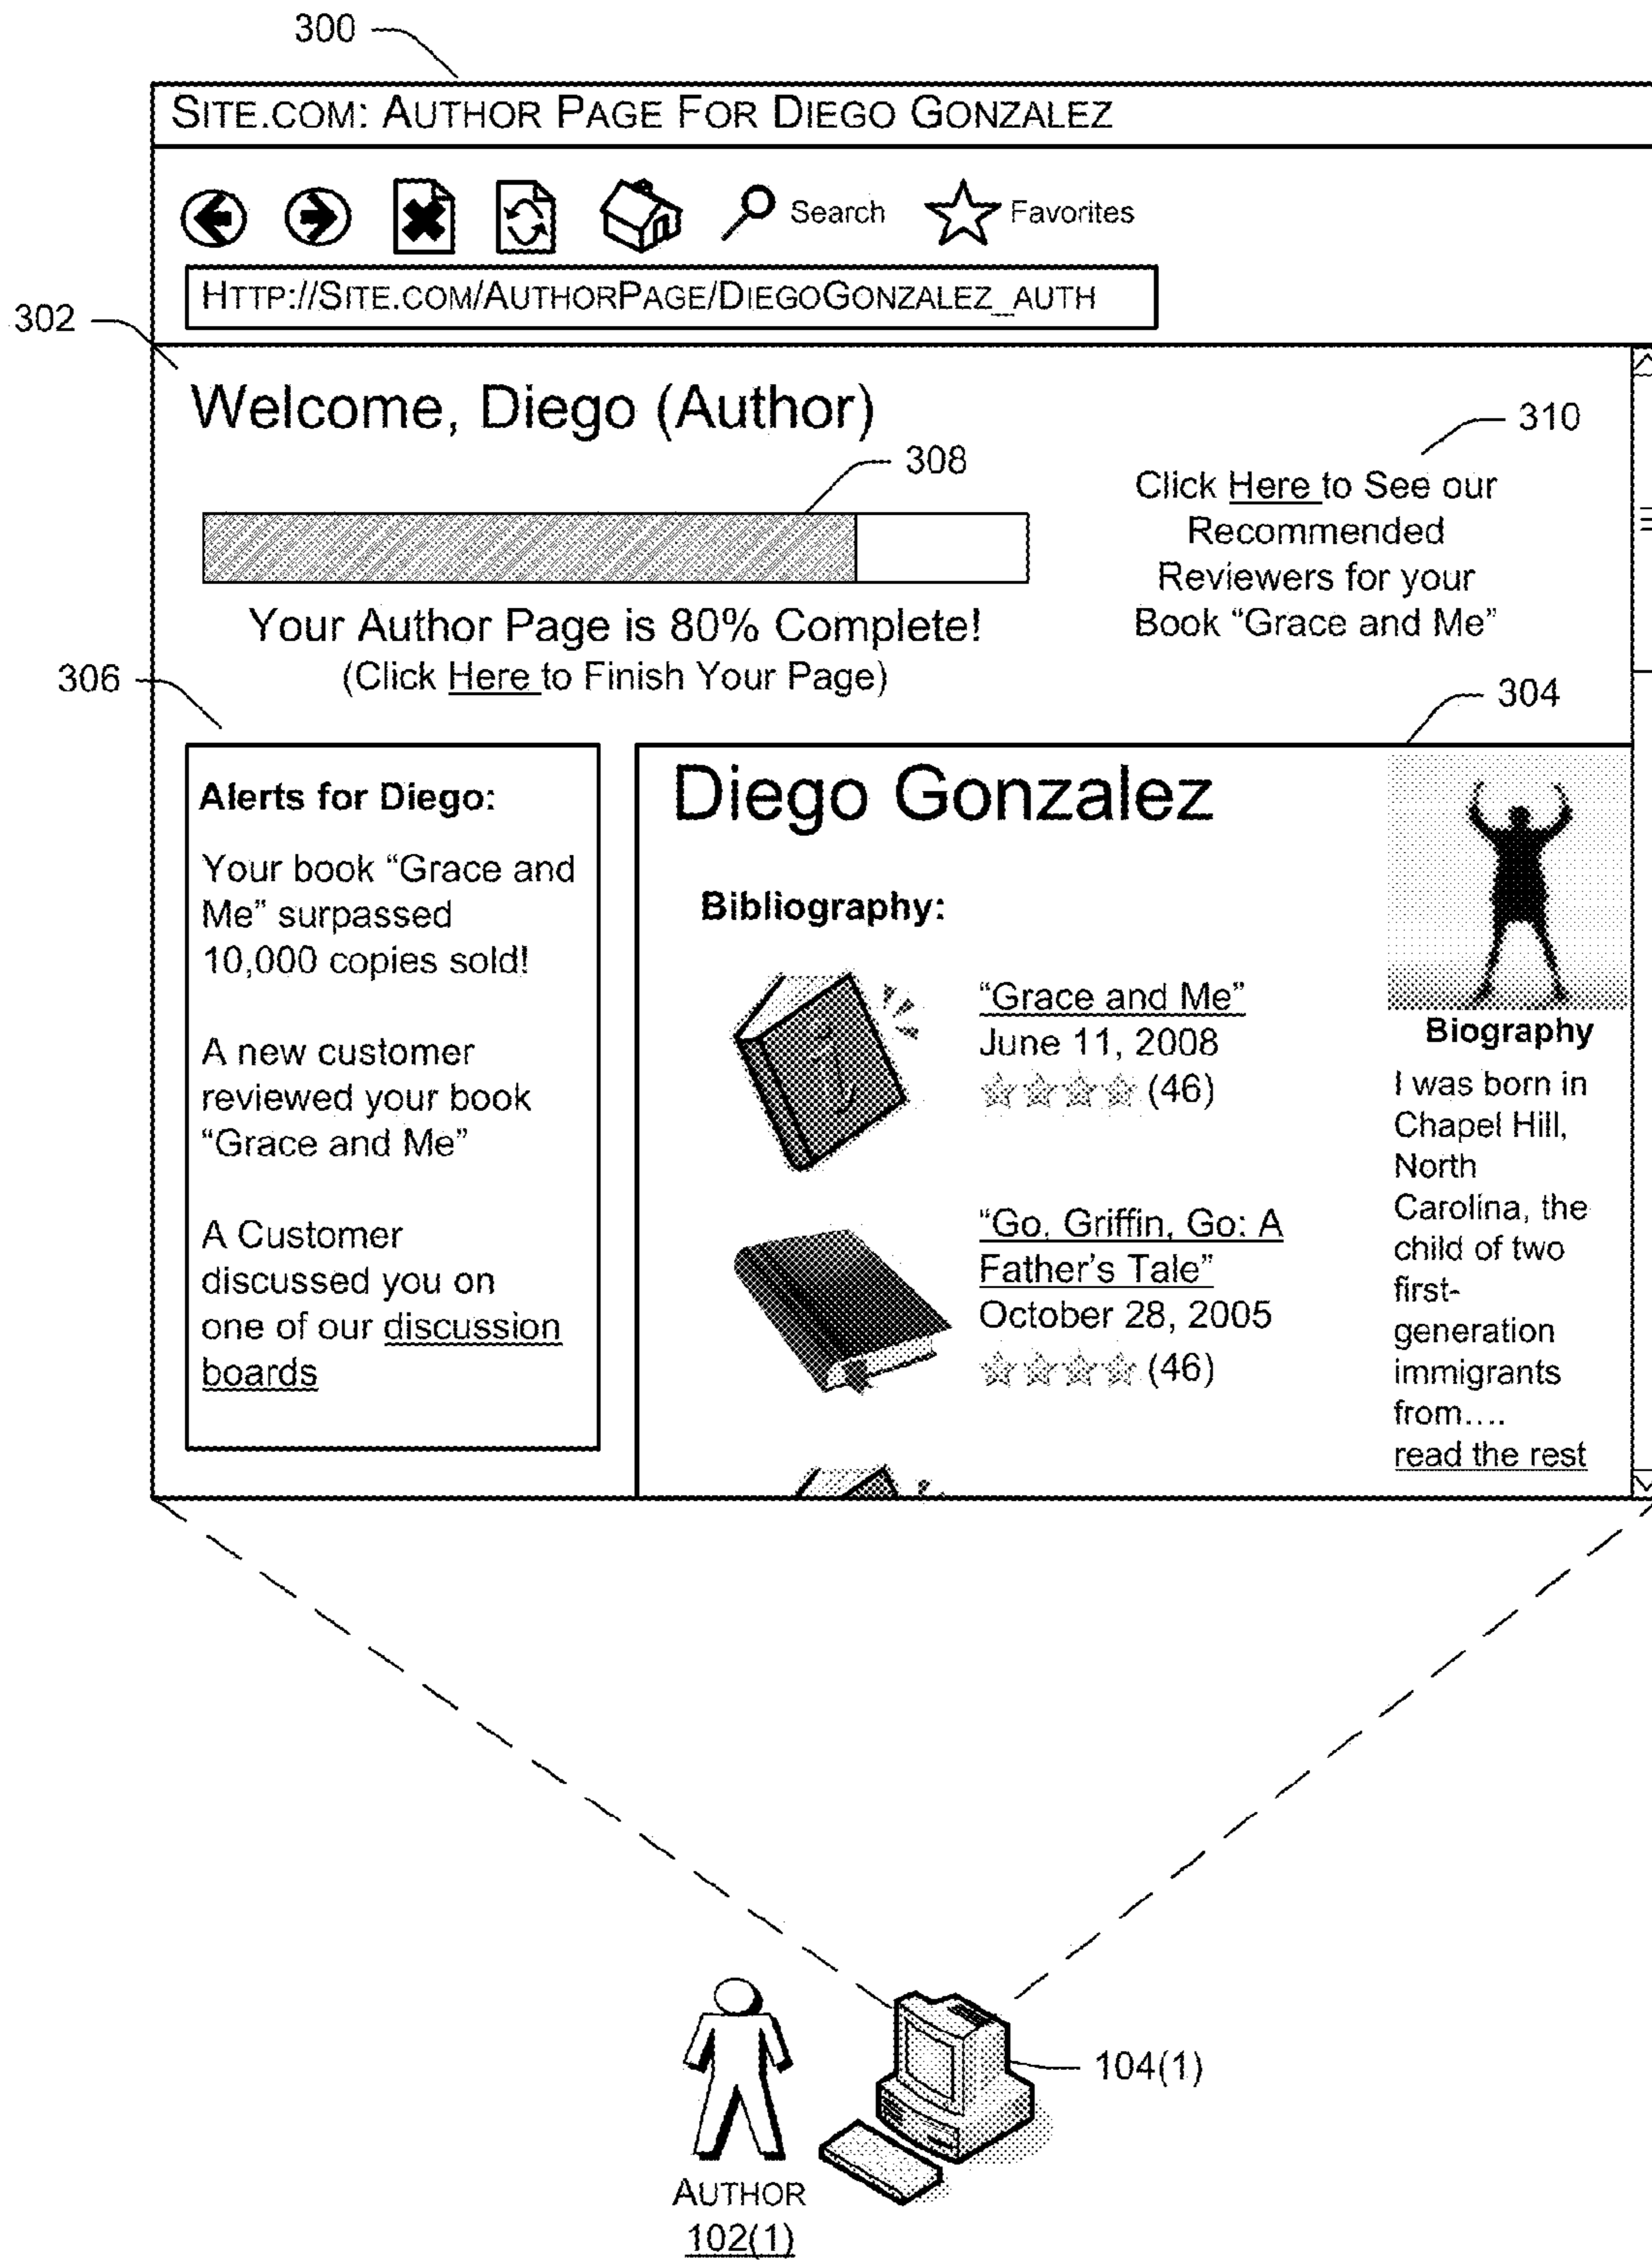 300
SITE.COM: AUTHOR PAGE FOR DIEGO GONZALEZ
Search
Favorites
HTTP://SITE.COM/AUTHORPAGE/DIEGOGONZALEZ_AUTH
302
Welcome, Diego (Author)
308
310
Click Here to See our
Recommended
Reviewers for your
Book “Grace and Me”
Your Author Page is 80% Complete!
(Click Here to Finish Your Page)
306
304
Alerts for Diego:
Your book “Grace and
Me” surpassed
10,000 copies sold!
A new customer
reviewed your book
“Grace and Me”
A Customer
discussed you on
one of our discussion
boards
Diego Gonzalez
Bibliography:
“Grace and Me”
June 11, 2008
(46)
“Go, Griffin, Go: A
Father’s Tale”
October 28, 2005
(46)
Biography
I was born in
Chapel Hill,
North
Carolina, the
child of two
first-
generation
immigrants
from….
read the rest
104(1)
AUTHOR
102(1)